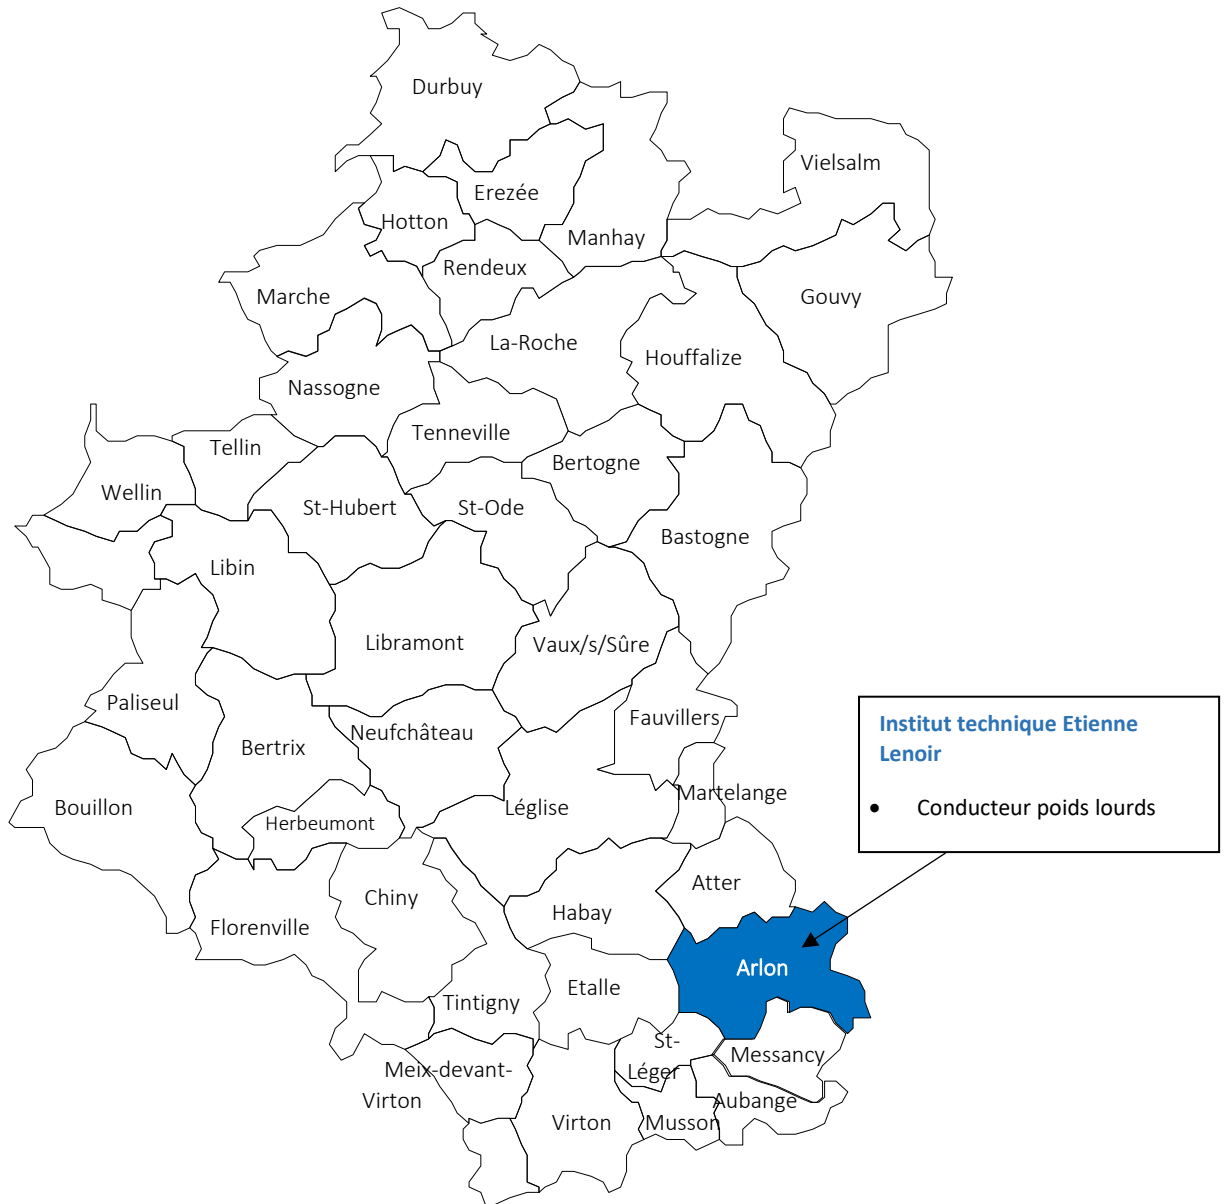 Durbuy
Vielsalm
Erezée
Hotton
Manhay
Rendeux
Marche
Gouvy
La-Roche
Houffalize
Nassogne
Tenneville
Tellin
Bertogne
Wellin
St-Hubert
St-Ode
Bastogne
Libin
Libramont
Vaux/s/Sûre
Paliseul
Fauvillers
Neufchâteau
Bertrix
Institut technique Etienne
Lenoir
• Conducteur poids lourds
Martelange
Bouillon
Léglise
Herbeumont
Atter
Chiny
Habay
Florenville
Arlon
Etalle
Tintigny
St-
Léger
Messancy
Meix-devant-
Virton
Aubange
Virton
Musson